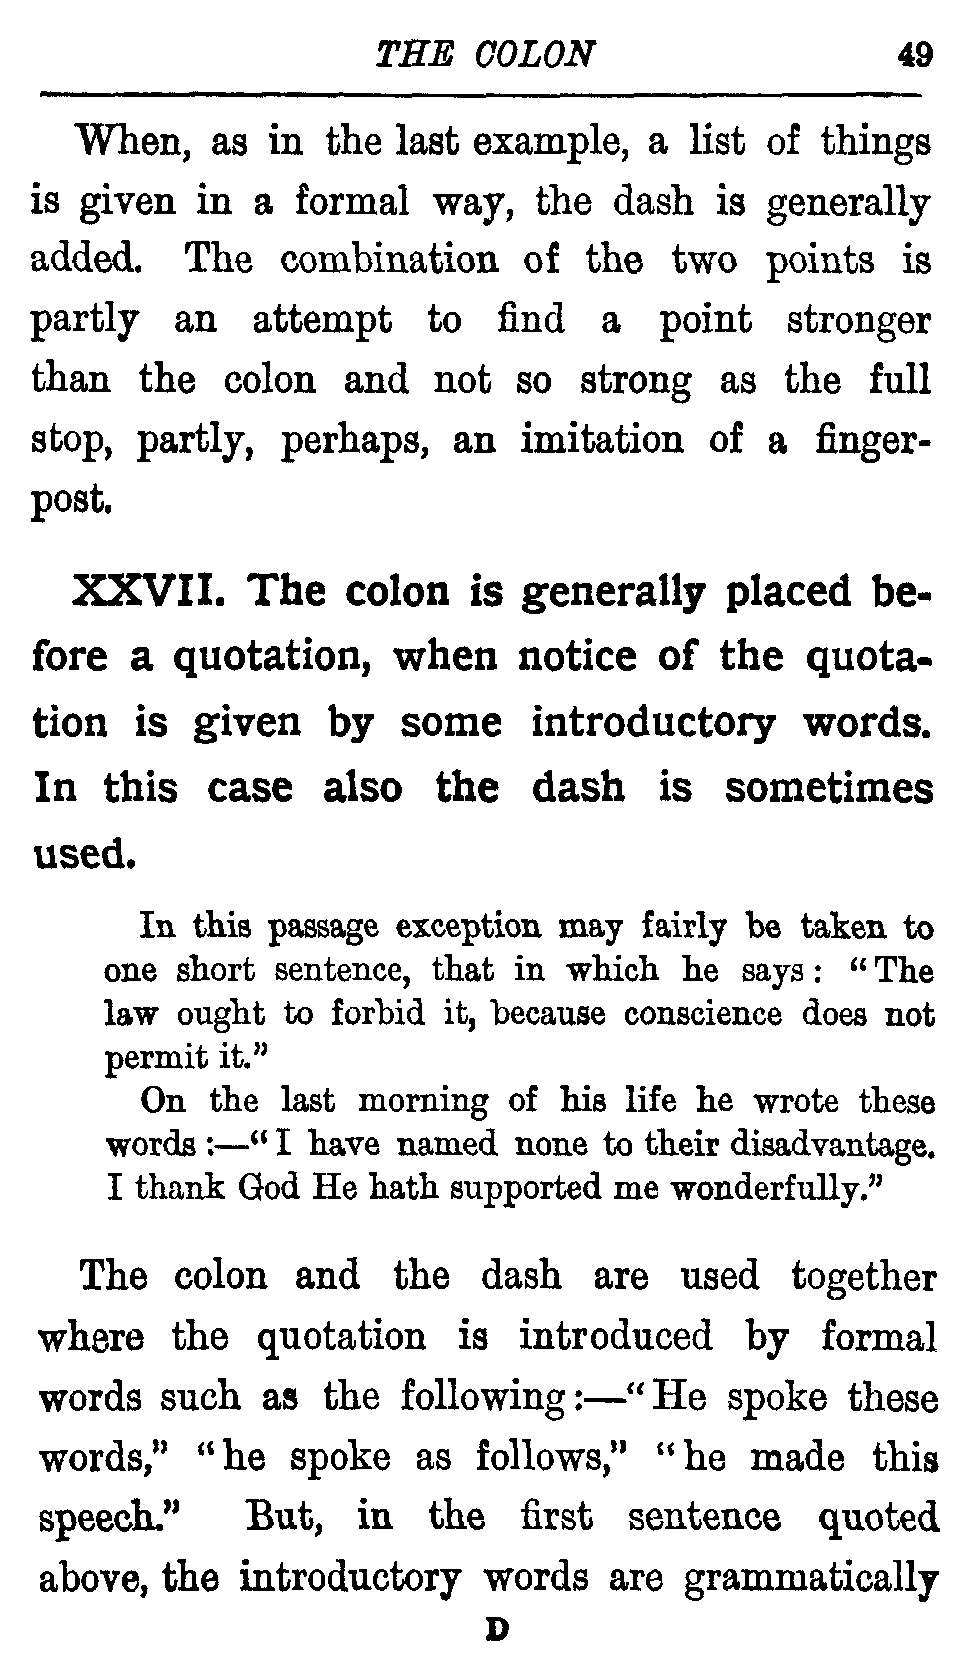 THE COLON 49
When, as in the last example, a list of things
is given in a formal way, the dash is generally
added. The combination of the two points is
partly an attempt to find a point stronger
than the colon and not so strong as the full
stop, partly, perhaps, an imitation of a finger-
post.
XXVII. The colon is generally placed be-
fore a quotation, when notice of the quota-
tion is given by some introductory words.
In this case also the dash is sometimes
used.
In this passage exception may fairly be taken to
one short sentence, that in which he says: “The
law ought to forbid it, because conscience does not
permit it.”
On the last morning of his life he wrote these
words:—“I have named none to their disadvantage.
I thank God He hath supported me wonderfully.”
The colon and the dash are used together
where the quotation is introduced by formal
words such as the following:—“He spoke these
words,” “he spoke as follows,” “he made this
speech.” But, in the first sentence quoted
above, the introductory words are grammatically
D